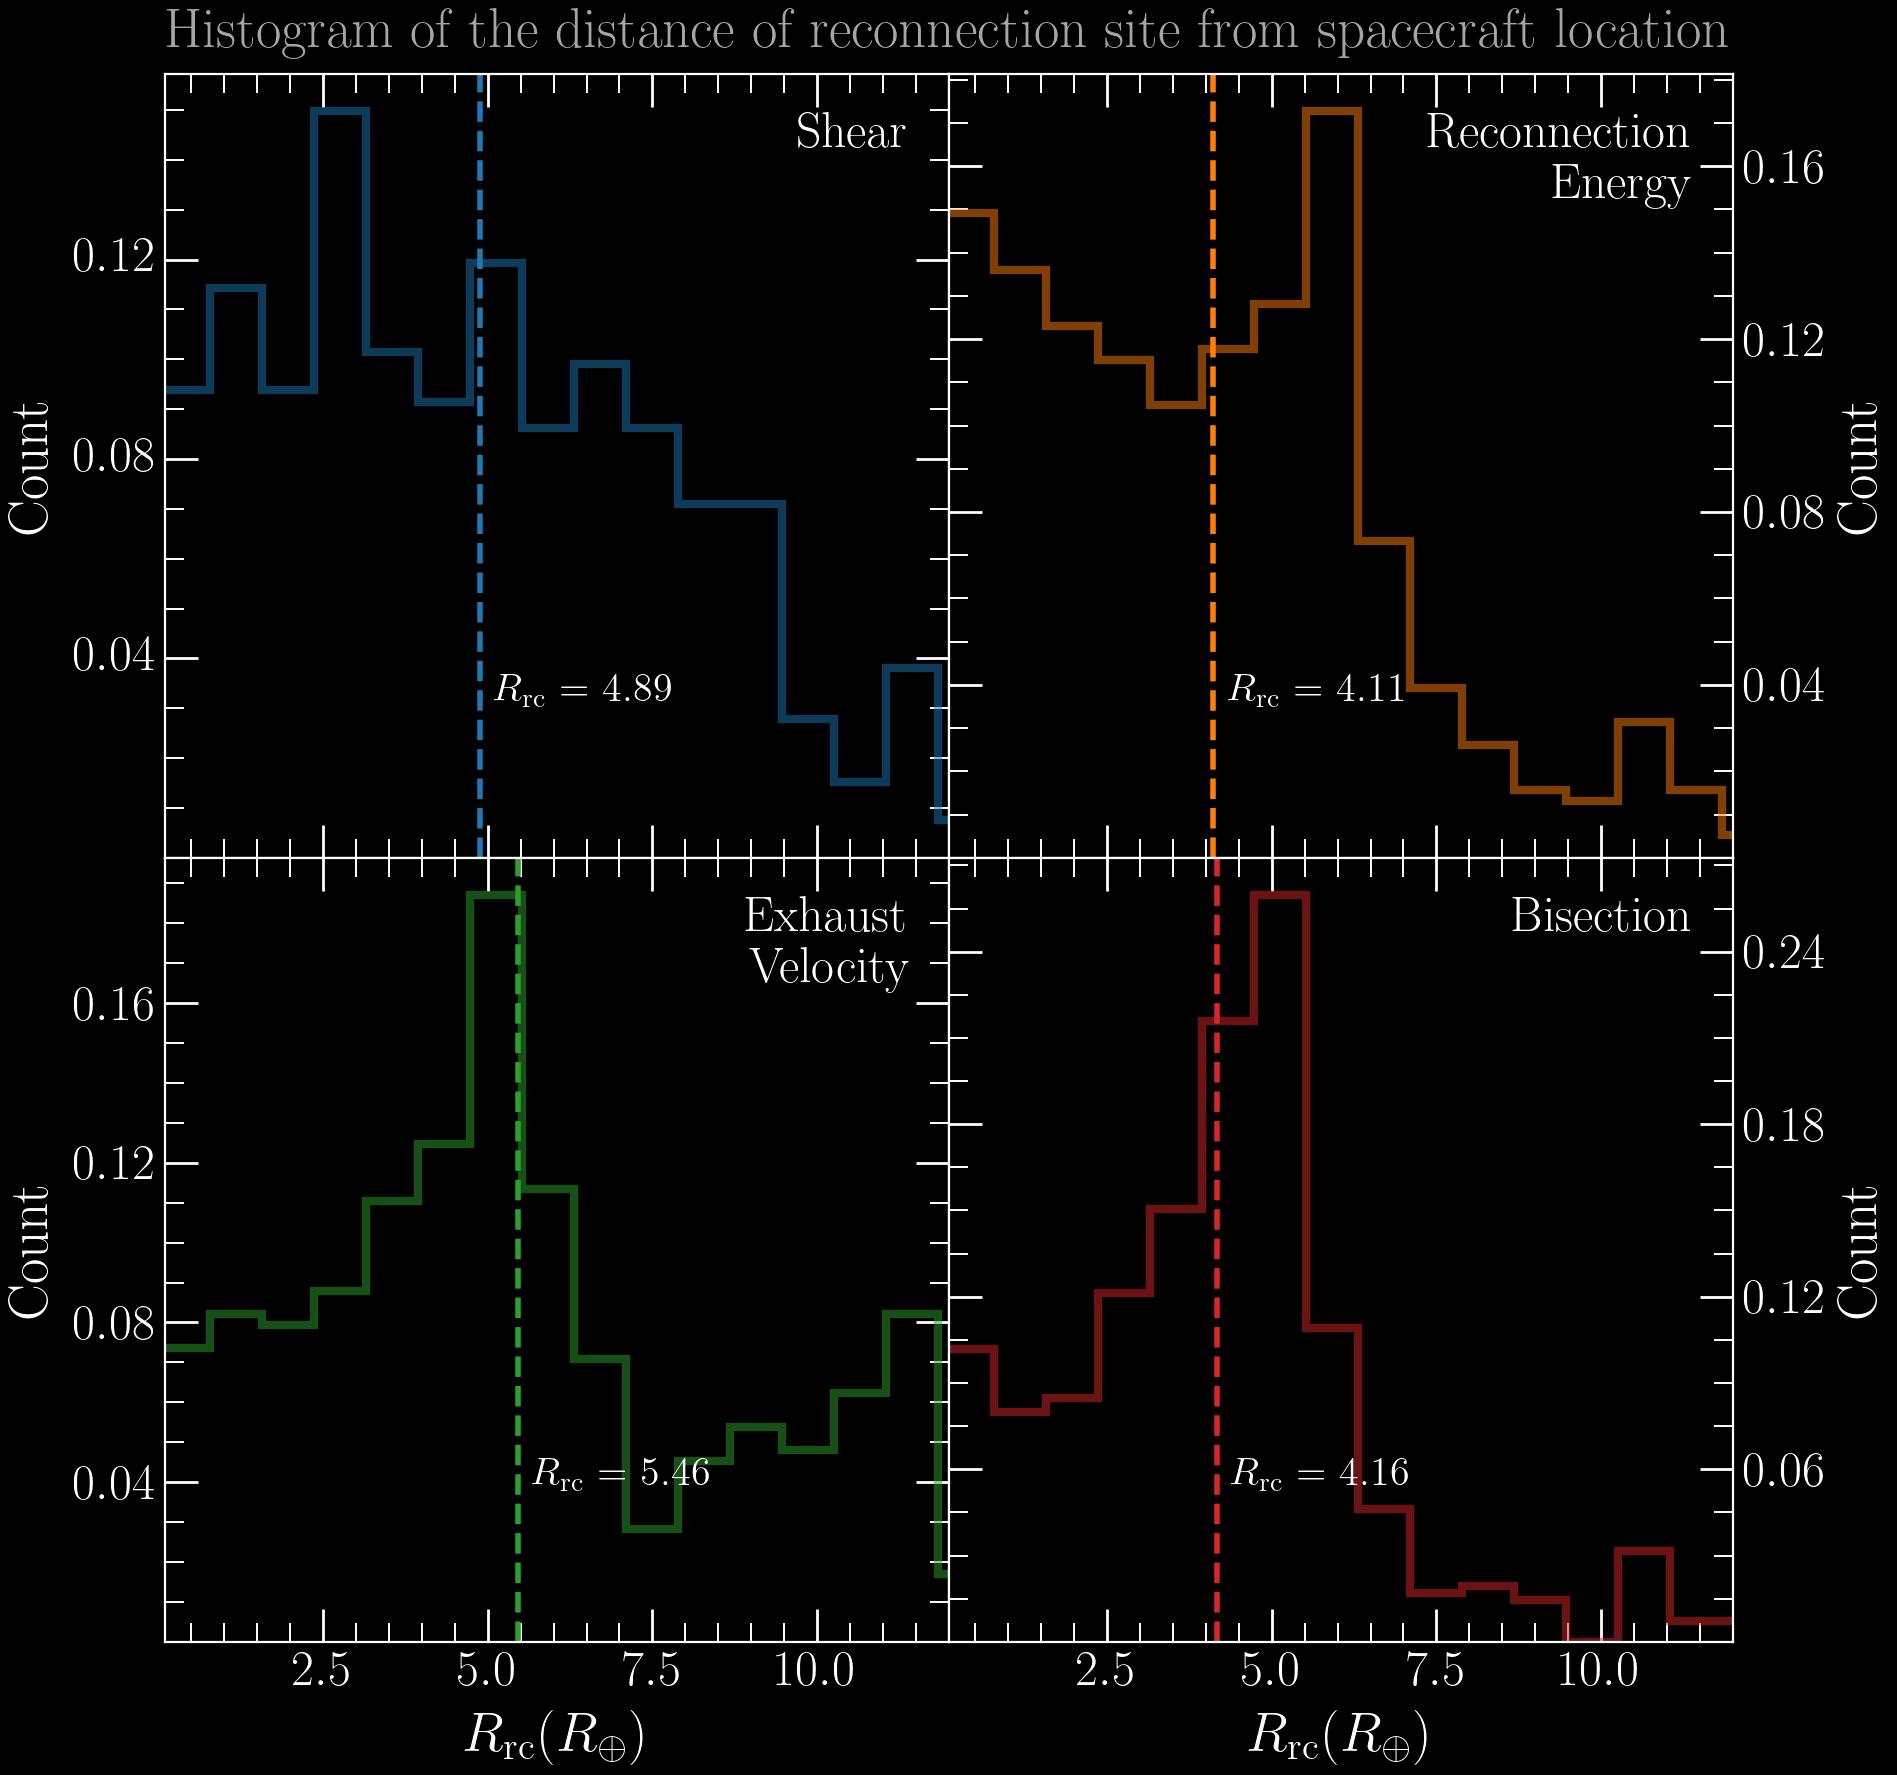 Histogram of the distance of reconnection site from spacecraft location
Shear
0.12
0.08
0.04
Count
R_rc = 4.89
Reconnection
Energy
0.16
0.12
0.08
0.04
Count
R_rc = 4.11
Exhaust
Velocity
0.16
0.12
0.08
0.04
Count
R_rc = 5.46
2.5 5.0 7.5 10.0
R_rc(R_⊕)
Bisection
0.24
0.18
0.12
0.06
Count
R_rc = 4.16
2.5 5.0 7.5 10.0
R_rc(R_⊕)